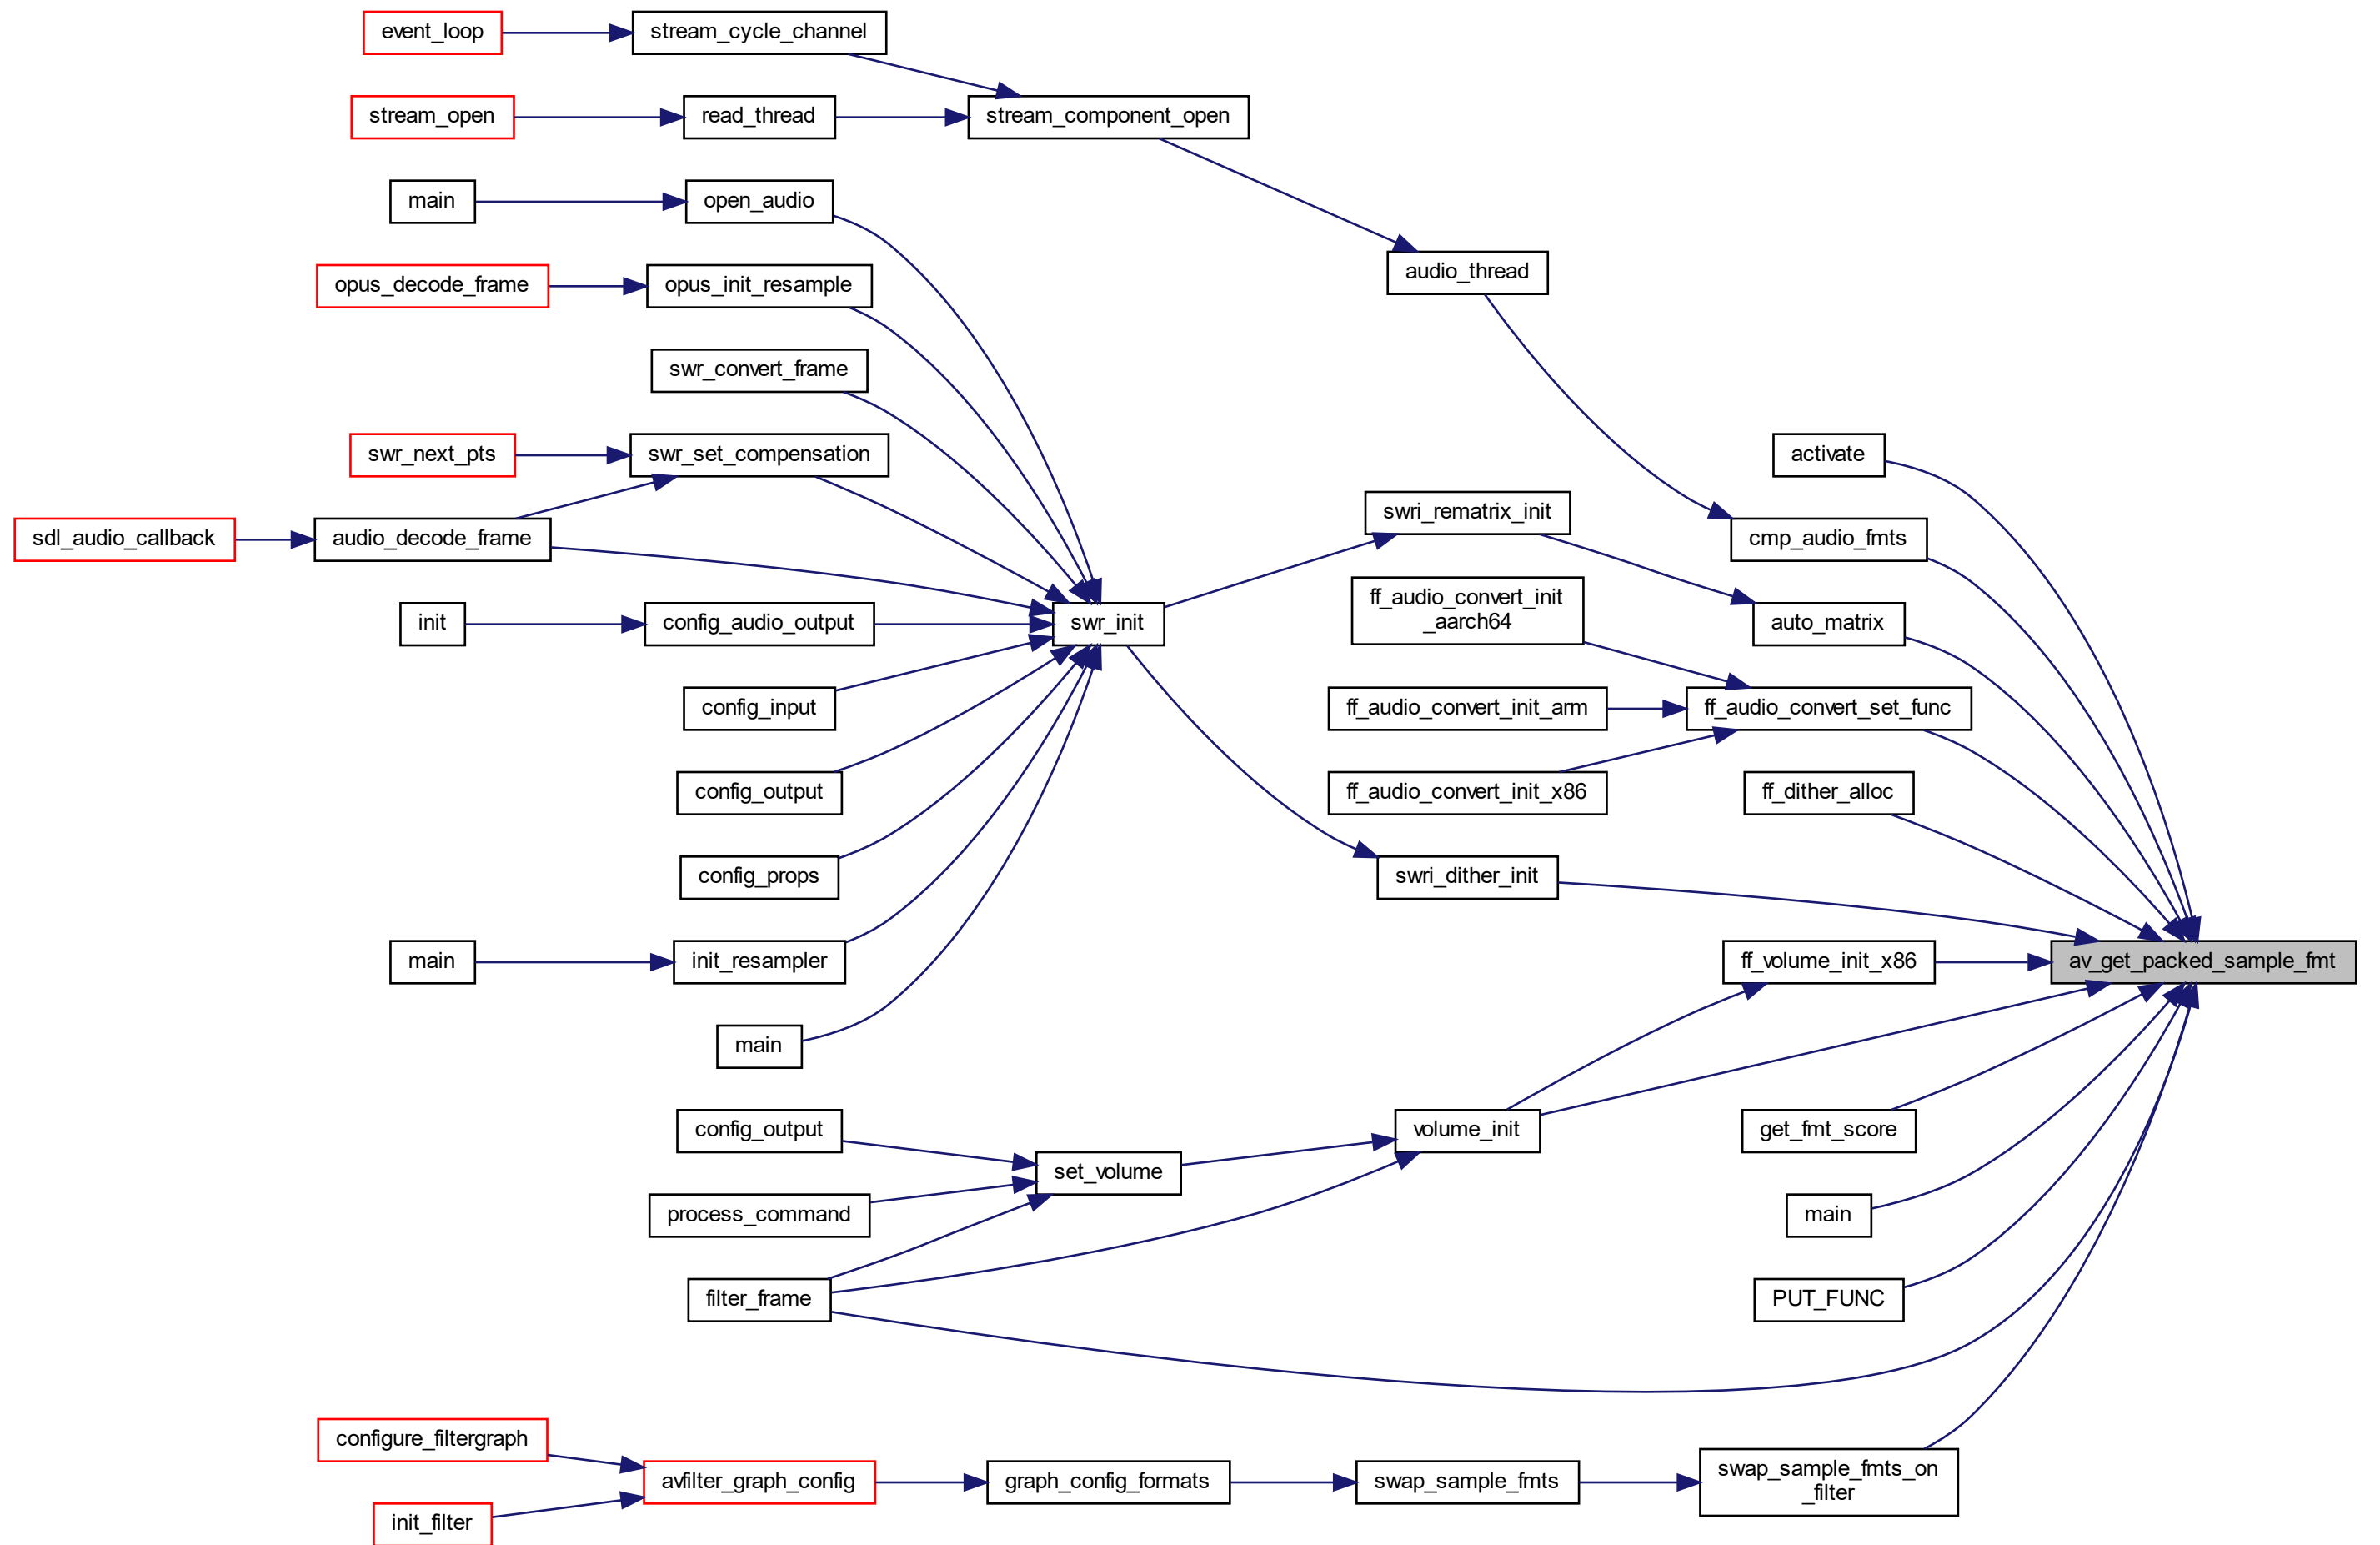 event_loop
stream_cycle_channel
stream_open
read_thread
stream_component_open
main
open_audio
opus_decode_frame
opus_init_resample
audio_thread
swr_convert_frame
swr_next_pts
swr_set_compensation
activate
sdl_audio_callback
audio_decode_frame
swri_rematrix_init
cmp_audio_fmts
init
config_audio_output
swr_init
ff_audio_convert_init
_aarch64
auto_matrix
config_input
ff_audio_convert_init_arm
ff_audio_convert_set_func
config_output
ff_audio_convert_init_x86
ff_dither_alloc
config_props
swri_dither_init
main
init_resampler
ff_volume_init_x86
av_get_packed_sample_fmt
main
config_output
set_volume
volume_init
get_fmt_score
process_command
main
filter_frame
PUT_FUNC
configure_filtergraph
avfilter_graph_config
graph_config_formats
swap_sample_fmts
swap_sample_fmts_on
_filter
init_filter